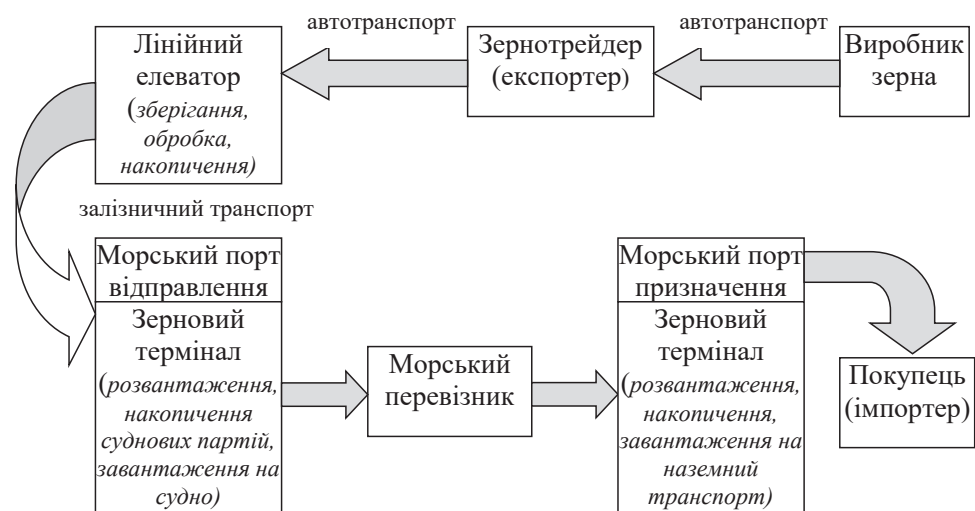 автотранспорт
автотранспорт
Лінійний
елеватор
(зберігання,
обробка,
накопичення)
Зернотрейдер
(експортер)
Виробник
зерна
залізничний транспорт
Морський порт
відправлення
Зерновий
термінал
(розвантаження,
накопичення
суднових партій,
завантаження на
судно)
Морський
перевізник
Морський порт
призначення
Зерновий
термінал
(розвантаження,
накопичення,
завантаження на
наземний
транспорт)
Покупець
(імпортер)